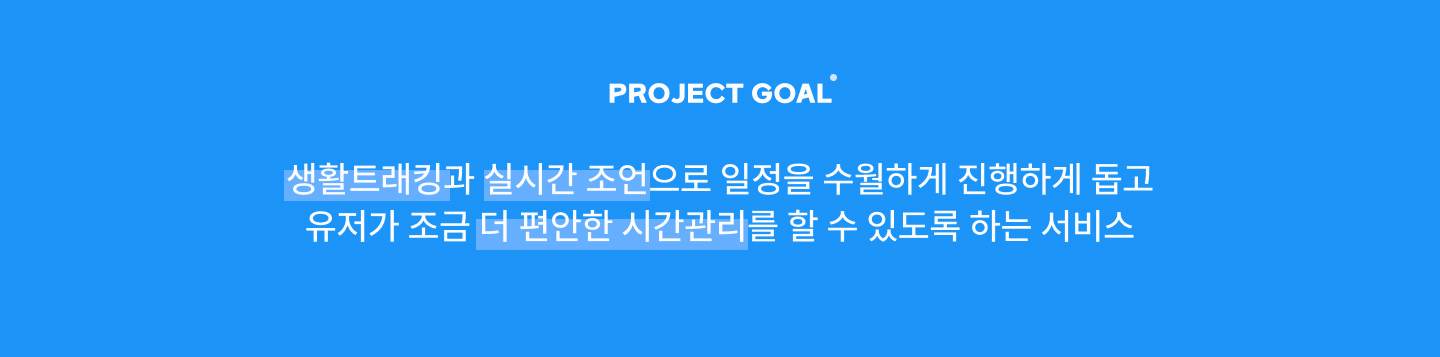 PROJECT GOAL
생활트래킹과 실시간 조언으로 일정을 수월하게 진행하게 돕고
유저가 조금 더 편안한 시간관리를 할 수 있도록 하는 서비스